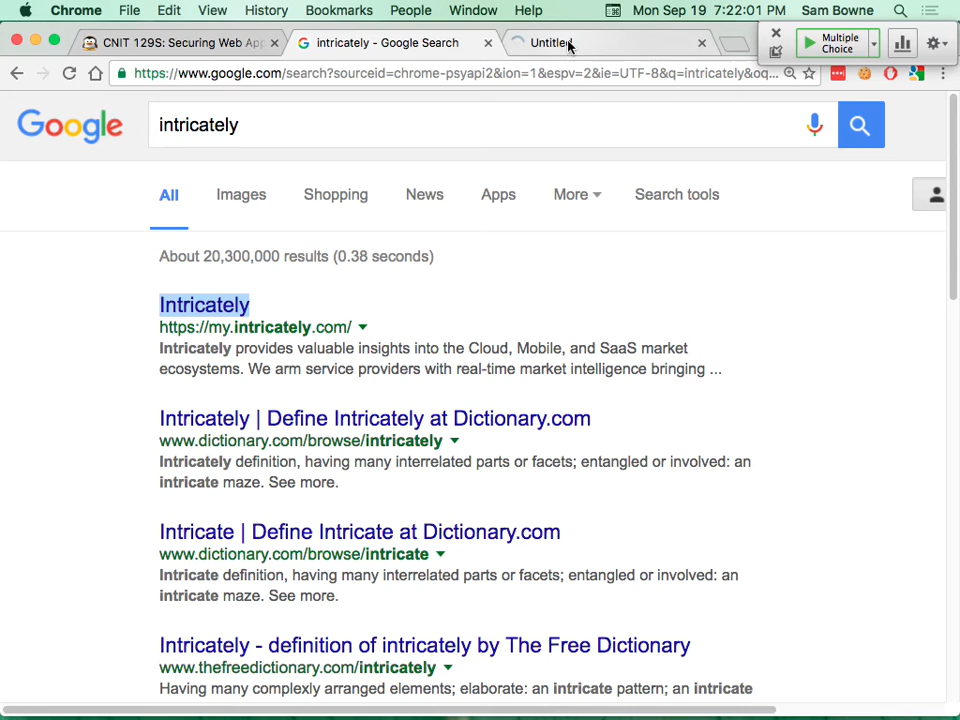 Chrome File Edit View History Bookmarks People Window Help Mon Sep 19 7:22:01 PM Sam Bowne
CNIT 129S: Securing Web App
intricately - Google Search
Untitled
Multiple
Choice
https://www.google.com/search?sourceid=chrome-psyapi2&ion=1&espv=2&ie=UTF-8&q=intricately&oq...
Google
intricately
All Images Shopping News Apps More Search tools
About 20,300,000 results (0.38 seconds)
Intricately
https://my.intricately.com/
Intricately provides valuable insights into the Cloud, Mobile, and SaaS market
ecosystems. We arm service providers with real-time market intelligence bringing ...
Intricately | Define Intricately at Dictionary.com
www.dictionary.com/browse/intricately
Intricately definition, having many interrelated parts or facets; entangled or involved: an
intricate maze. See more.
Intricate | Define Intricate at Dictionary.com
www.dictionary.com/browse/intricate
Intricate definition, having many interrelated parts or facets; entangled or involved: an
intricate maze. See more.
Intricately - definition of intricately by The Free Dictionary
www.thefreedictionary.com/intricately
Having many complexly arranged elements; elaborate: an intricate pattern; an intricate